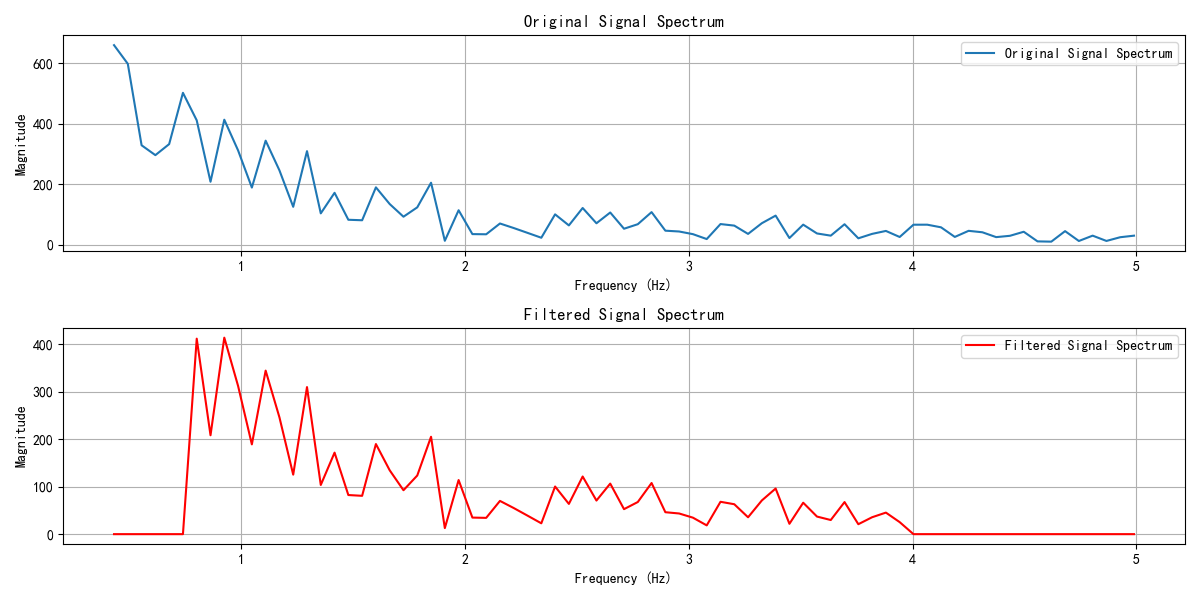 Original Signal Spectrum
Original Signal Spectrum
Magnitude
600
400
200
0
1 2 3 4 5
Frequency (Hz)
Filtered Signal Spectrum
Filtered Signal Spectrum
Magnitude
400
300
200
100
0
1 2 3 4 5
Frequency (Hz)